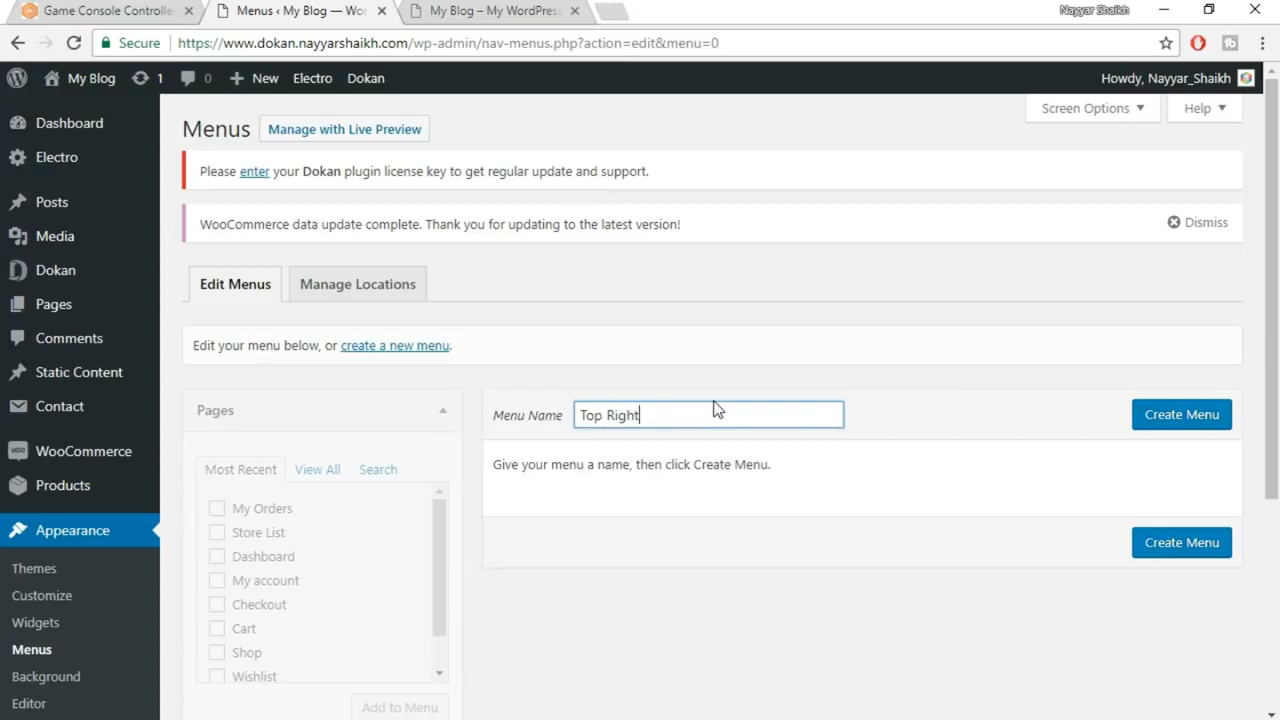 Game Console Controlle
Menus ‹ My Blog — Wor
My Blog – My WordPress
Nayyar Shaikh
Secure
https://www.dokan.nayyarshaikh.com/wp-admin/nav-menus.php?action=edit&menu=0
My Blog
1
0
New
Electro
Dokan
Howdy, Nayyar_Shaikh
Dashboard
Electro
Posts
Media
Dokan
Pages
Comments
Static Content
Contact
WooCommerce
Products
Appearance
Themes
Customize
Widgets
Menus
Background
Editor
Screen Options
Help
Menus
Manage with Live Preview
Please enter your Dokan plugin license key to get regular update and support.
WooCommerce data update complete. Thank you for updating to the latest version!
Dismiss
Edit Menus
Manage Locations
Edit your menu below, or create a new menu.
Pages
Most Recent
View All
Search
My Orders
Store List
Dashboard
My account
Checkout
Cart
Shop
Wishlist
Add to Menu
Menu Name
Top Right
Create Menu
Give your menu a name, then click Create Menu.
Create Menu